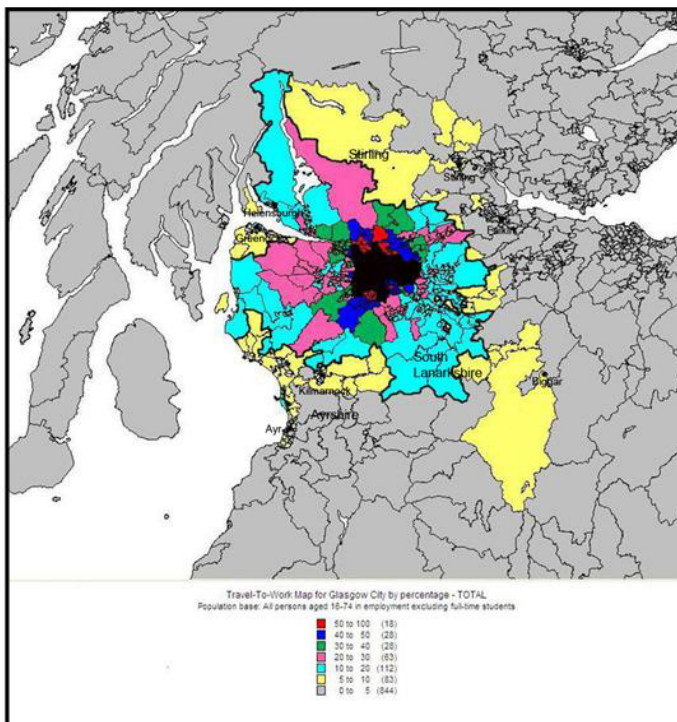 Stirling
Stirling
Helensburgh
Greenock
South
Lanarkshire
Biggar
Kilmarnock
Ayrshire
Ayr
Travel-To-Work Map for Glasgow City by percentage - TOTAL
Population base: All persons aged 16-74 in employment excluding full-time students
50 to 100 (18)
40 to 50 (28)
30 to 40 (28)
20 to 30 (63)
10 to 20 (112)
5 to 10 (83)
0 to 5 (844)